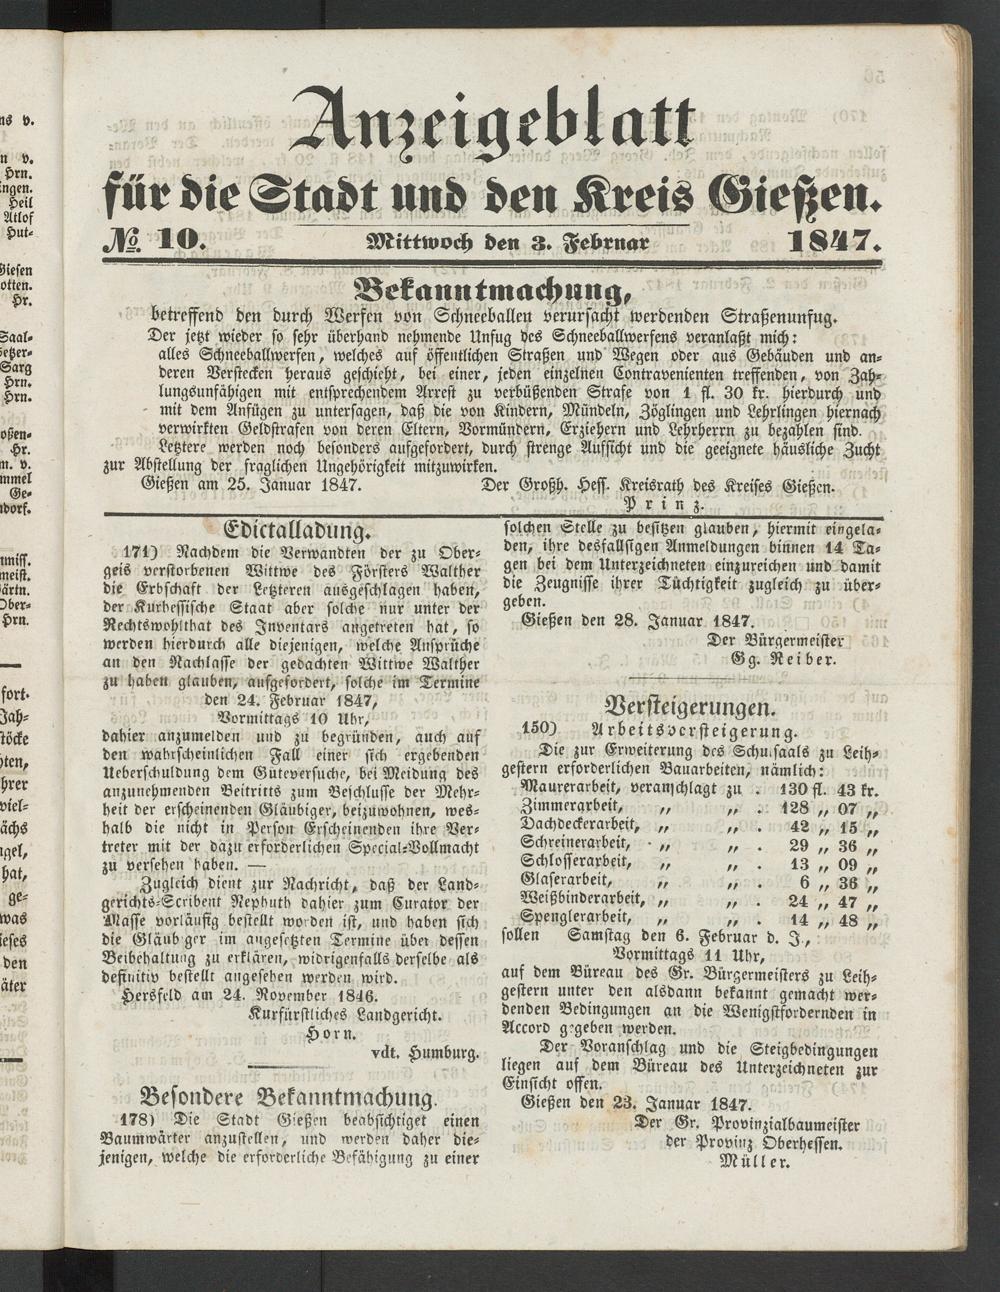 Anzeigeblatt
für die Stadt und den Kreis Gießen.
No. 10. Mittwoch den 3. Februar 1847.
Bekanntmachung,
betreffend den durch Werfen von Schneeballen verursacht werdenden Straßenunfug.
Der jetzt wieder so sehr überhand nehmende Unfug des Schneeballwerfens veranlaßt mich:
alles Schneeballwerfen, welches auf öffentlichen Straßen und Wegen oder aus Gebäuden und an-
deren Verstecken heraus geschieht, bei einer, jeden einzelnen Contravenienten treffenden, von Zah-
lungsunfähigen mit entsprechendem Arrest zu verbüßenden Strafe von 1 fl. 30 kr. hierdurch und
mit dem Anfügen zu untersagen, daß die von Kindern, Mündeln, Zöglingen und Lehrlingen hiernach
verwirkten Geldstrafen von deren Eltern, Vormündern, Erziehern und Lehrherrn zu bezahlen sind.
Letztere werden noch besonders aufgefordert, durch strenge Aufsicht und die geeignete häusliche Zucht
zur Abstellung der fraglichen Ungehörigkeit mitzuwirken.
Gießen am 25. Januar 1847. Der Großh. Hess. Kreisrath des Kreises Gießen.
Prinz.
Edictalladung.
171) Nachdem die Verwandten der zu Ober-
geis verstorbenen Wittwe des Försters Walther
die Erbschaft der Letzteren ausgeschlagen haben,
der Kurhessische Staat aber solche nur unter der
Rechtswohlthat des Inventars angetreten hat, so
werden hierdurch alle diejenigen, welche Ansprüche
an den Nachlasse der gedachten Wittwe Walther
zu haben glauben, aufgefordert, solche im Termine
den 24. Februar 1847,
Vormittags 10 Uhr,
dahier anzumelden und zu begründen, auch auf
den wahrscheinlichen Fall einer sich ergebenden
Ueberschuldung dem Güteversuche, bei Meidung des
anzunehmenden Beitritts zum Beschlusse der Mehr-
heit der erscheinenden Gläubiger, beizuwohnen, wes-
halb die nicht in Person Erscheinenden ihre Ver-
treter mit der dazu erforderlichen Special-Vollmacht
zu versehen haben. —
Zugleich dient zur Nachricht, daß der Land-
gerichts-Scribent Rephuth dahier zum Curator der
Masse vorläufig bestellt worden ist, und haben sich
die Gläubiger im angesetzten Termine über dessen
Beibehaltung zu erklären, widrigenfalls derselbe als
definitiv bestellt angesehen werden wird.
Hersfeld am 24. November 1846.
Kurfürstliches Landgericht.
Horn.
vdt. Humburg.
Besondere Bekanntmachung.
178) Die Stadt Gießen beabsichtiget einen
Baumwärter anzustellen, und werden daher die-
jenigen, welche die erforderliche Befähigung zu einer
solchen Stelle zu besitzen glauben, hiermit eingela-
den, ihre desfallsigen Anmeldungen binnen 14 Ta-
gen bei dem Unterzeichneten einzureichen und damit
die Zeugnisse ihrer Tüchtigkeit zugleich zu über-
geben.
Gießen den 28. Januar 1847.
Der Bürgermeister
Gg. Reiber.
Versteigerungen.
150) Arbeitsversteigerung.
Die zur Erweiterung des Schulsaals zu Leih-
gestern erforderlichen Bauarbeiten, nämlich:
Maurerarbeit, veranschlagt zu . 130 fl. 43 kr.
Zimmerarbeit, „ „ . 128 „ 07 „
Dachdeckerarbeit, „ „ . 42 „ 15 „
Schreinerarbeit, „ „ . 29 „ 36 „
Schlosserarbeit, „ „ . 13 „ 09 „
Glaserarbeit, „ „ . 6 „ 36 „
Weißbinderarbeit, „ „ . 24 „ 47 „
Spenglerarbeit, „ „ . 14 „ 48 „
sollen Samstag den 6. Februar d. J.,
Vormittags 11 Uhr,
auf dem Büreau des Gr. Bürgermeisters zu Leih-
gestern unter den alsdann bekannt gemacht wer-
denden Bedingungen an die Wenigstfordernden in
Accord gegeben werden.
Der Voranschlag und die Steigbedingungen
liegen auf dem Büreau des Unterzeichneten zur
Einsicht offen.
Gießen den 23. Januar 1847.
Der Gr. Provinzialbaumeister
der Provinz Oberhessen.
Müller.